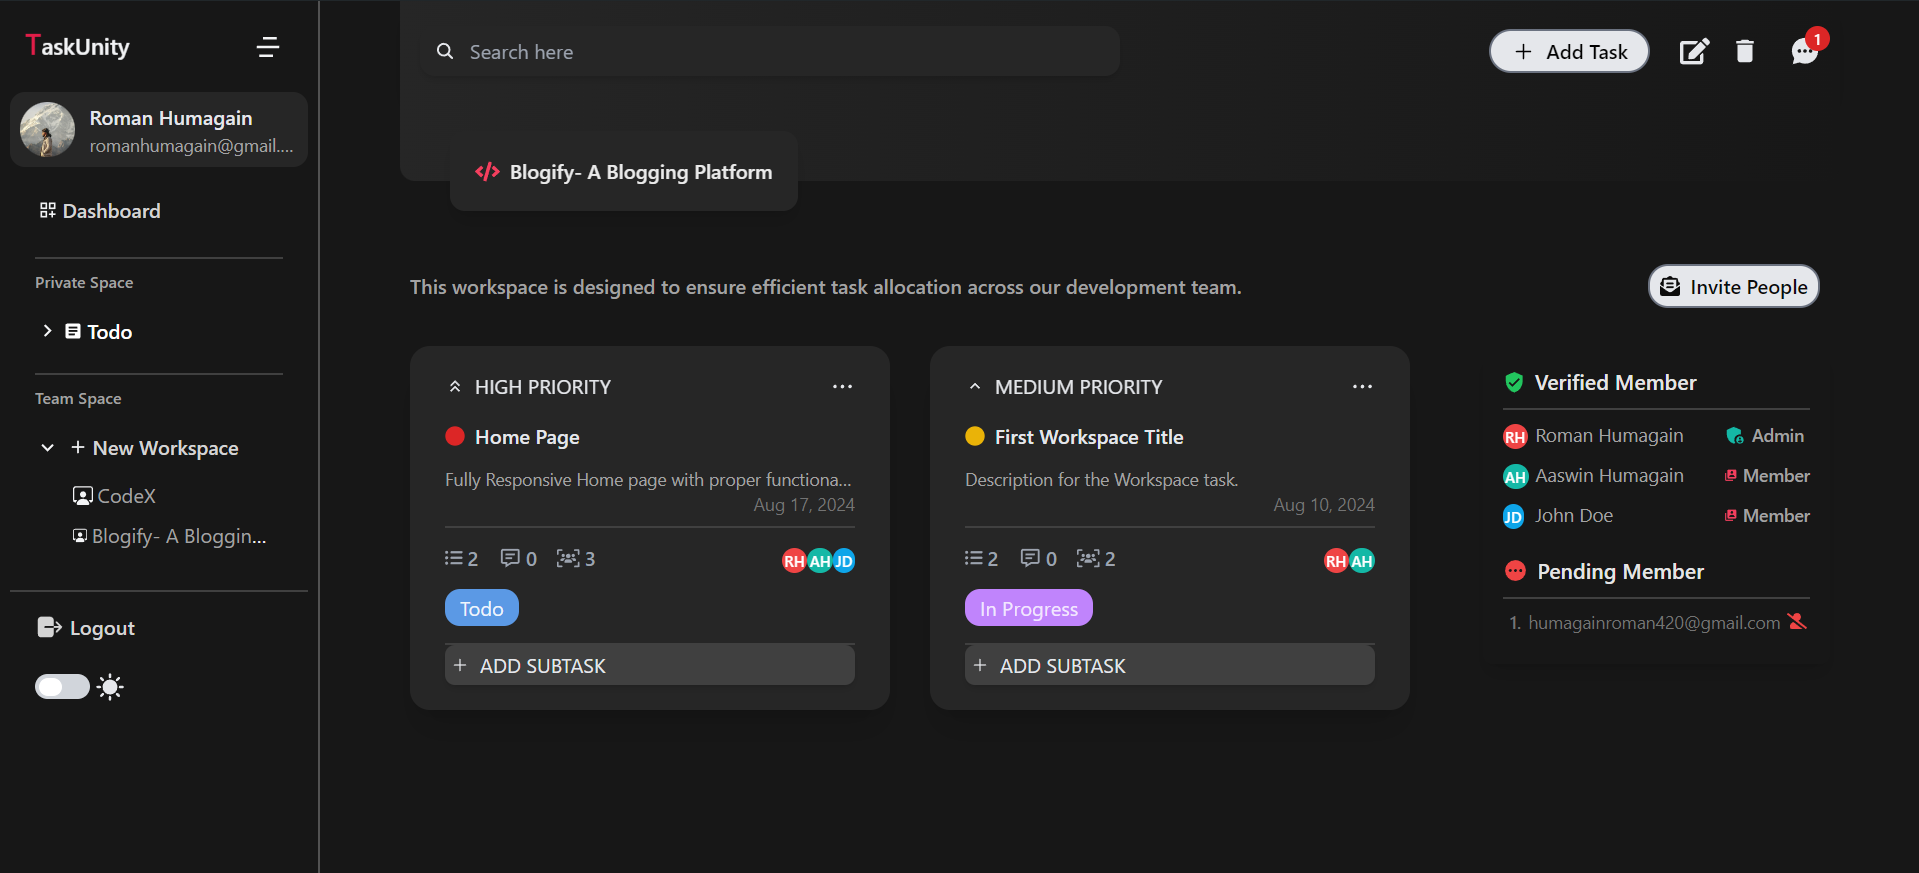 TaskUnity
Roman Humagain
romanhumagain@gmail....
Dashboard
Private Space
Todo
Team Space
+ New Workspace
CodeX
Blogify- A Bloggin...
Logout
Search here
+ Add Task
1
Blogify- A Blogging Platform
This workspace is designed to ensure efficient task allocation across our development team.
Invite People
HIGH PRIORITY
Home Page
Fully Responsive Home page with proper functiona...
Aug 17, 2024
2 0 3 RH AH JD
Todo
+ ADD SUBTASK
MEDIUM PRIORITY
First Workspace Title
Description for the Workspace task.
Aug 10, 2024
2 0 2 RH AH
In Progress
+ ADD SUBTASK
Verified Member
RH Roman Humagain Admin
AH Aaswin Humagain Member
JD John Doe Member
Pending Member
1. humagainroman420@gmail.com